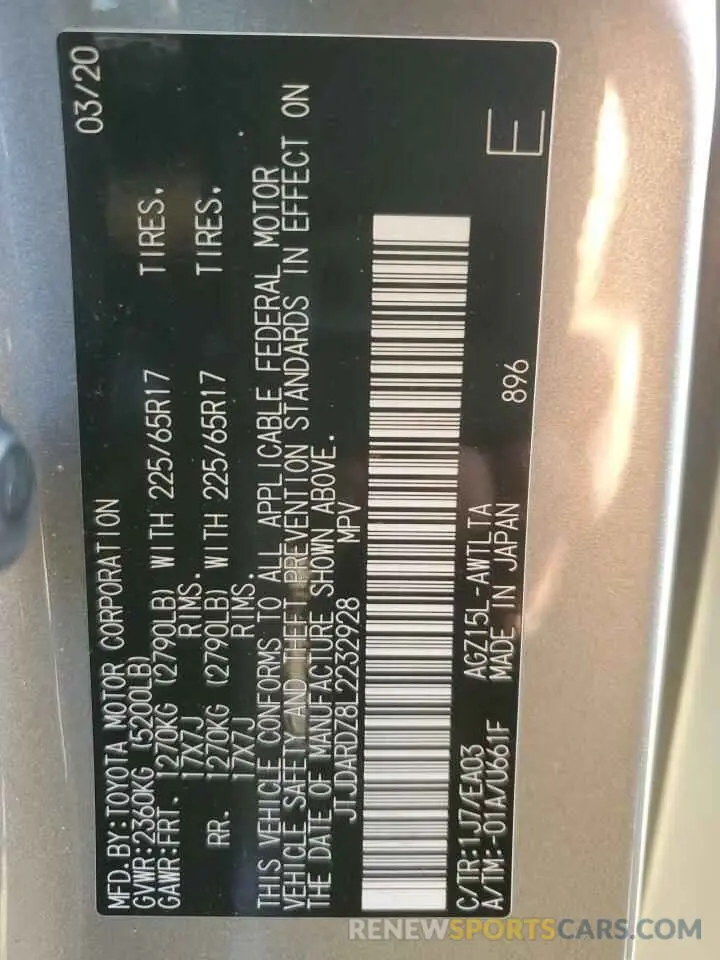 MFD.BY:TOYOTA MOTOR CORPORATION 03/20
GVWR:2360KG (5200LB)
GAWR:FRT. 1270KG (2790LB) WITH 225/65R17 TIRES.
17X7J RIMS.
RR. 1270KG (2790LB) WITH 225/65R17 TIRES.
17X7J RIMS.
THIS VEHICLE CONFORMS TO ALL APPLICABLE FEDERAL MOTOR
VEHICLE SAFETY AND THEFT PREVENTION STANDARDS IN EFFECT ON
THE DATE OF MANUFACTURE SHOWN ABOVE.
JTJDARDZ8L2232928 MPV
C/TR:1J7/EA03 AGZ15L-AWTLTA
A/TM:-01A/U661F MADE IN JAPAN 896 E
RENEWSPORTSCARS.COM